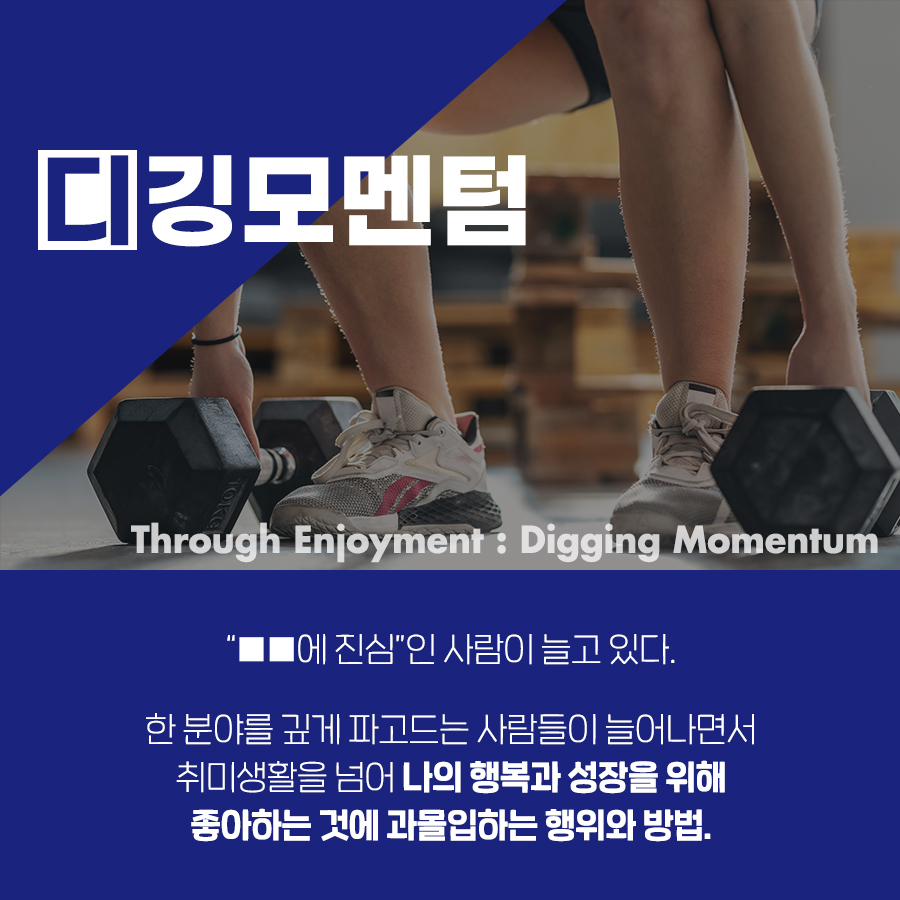 디깅모멘텀
Through Enjoyment : Digging Momentum
“■■에 진심”인 사람이 늘고 있다.
한 분야를 깊게 파고드는 사람들이 늘어나면서
취미생활을 넘어 나의 행복과 성장을 위해
좋아하는 것에 과몰입하는 행위와 방법.